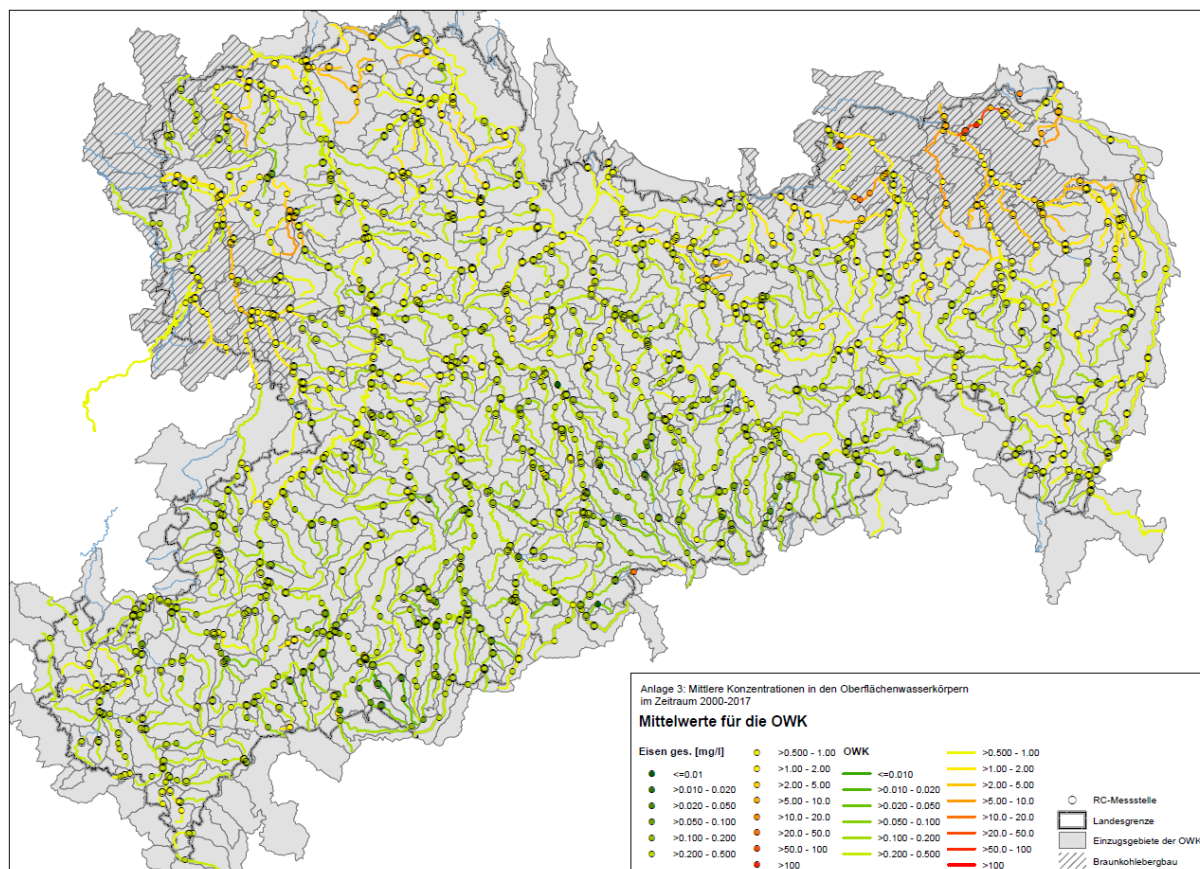 Anlage 3: Mittlere Konzentrationen in den Oberflächenwasserkörpern
im Zeitraum 2000-2017
Mittelwerte für die OWK
Eisen ges. [mg/l]
<=0.01
>0.010 - 0.020
>0.020 - 0.050
>0.050 - 0.100
>0.100 - 0.200
>0.200 - 0.500
>0.500 - 1.00
>1.00 - 2.00
>2.00 - 5.00
>5.00 - 10.0
>10.0 - 20.0
>20.0 - 50.0
>50.0 - 100
>100
OWK
<=0.010
>0.010 - 0.020
>0.020 - 0.050
>0.050 - 0.100
>0.100 - 0.200
>0.200 - 0.500
>0.500 - 1.00
>1.00 - 2.00
>2.00 - 5.00
>5.00 - 10.0
>10.0 - 20.0
>20.0 - 50.0
>50.0 - 100
>100
RC-Messstelle
Landesgrenze
Einzugsgebiete der OWK
Braunkohlebergbau